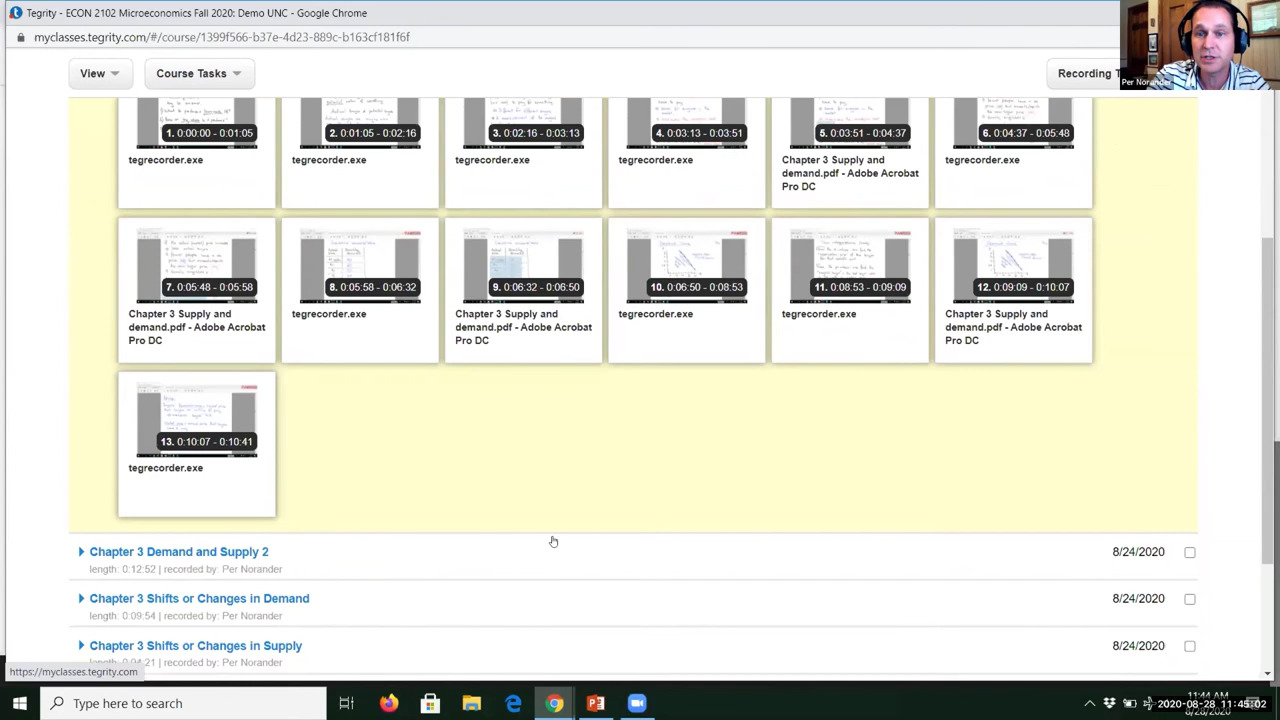 Tegrity - ECON 2102 Microeconomics Fall 2020: Demo UNC - Google Chrome
myclasses.tegrity.com/#/course/1399f566-b37e-4d23-889c-b163cf181f6f
View
Course Tasks
Recording T
Per Norander
1. 0:00:00 - 0:01:05
tegrecorder.exe
2. 0:01:05 - 0:02:16
tegrecorder.exe
3. 0:02:16 - 0:03:13
tegrecorder.exe
4. 0:03:13 - 0:03:51
tegrecorder.exe
5. 0:03:51 - 0:04:37
Chapter 3 Supply and
demand.pdf - Adobe Acrobat
Pro DC
6. 0:04:37 - 0:05:48
tegrecorder.exe
7. 0:05:48 - 0:05:58
Chapter 3 Supply and
demand.pdf - Adobe Acrobat
Pro DC
8. 0:05:58 - 0:06:32
tegrecorder.exe
9. 0:06:32 - 0:06:50
Chapter 3 Supply and
demand.pdf - Adobe Acrobat
Pro DC
10. 0:06:50 - 0:08:53
tegrecorder.exe
11. 0:08:53 - 0:09:09
tegrecorder.exe
12. 0:09:09 - 0:10:07
Chapter 3 Supply and
demand.pdf - Adobe Acrobat
Pro DC
13. 0:10:07 - 0:10:41
tegrecorder.exe
Chapter 3 Demand and Supply 2
8/24/2020
length: 0:12:52 | recorded by: Per Norander
Chapter 3 Shifts or Changes in Demand
8/24/2020
length: 0:09:54 | recorded by: Per Norander
Chapter 3 Shifts or Changes in Supply
8/24/2020
length: 0:04:21 | recorded by: Per Norander
https://myclasses.tegrity.com
Type here to search
11:44 AM
2020-08-28 11:45:02